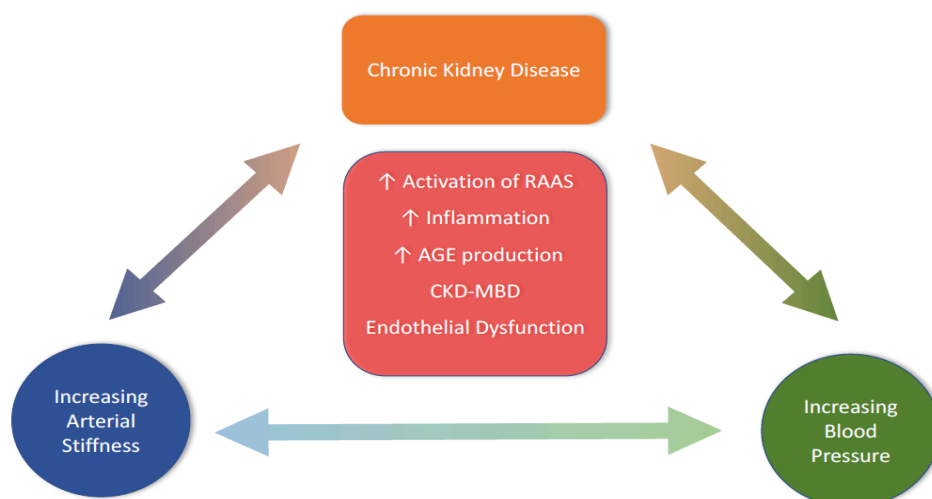 Chronic Kidney Disease
↑ Activation of RAAS
↑ Inflammation
↑ AGE production
CKD-MBD
Endothelial Dysfunction
Increasing
Arterial
Stiffness
Increasing
Blood
Pressure